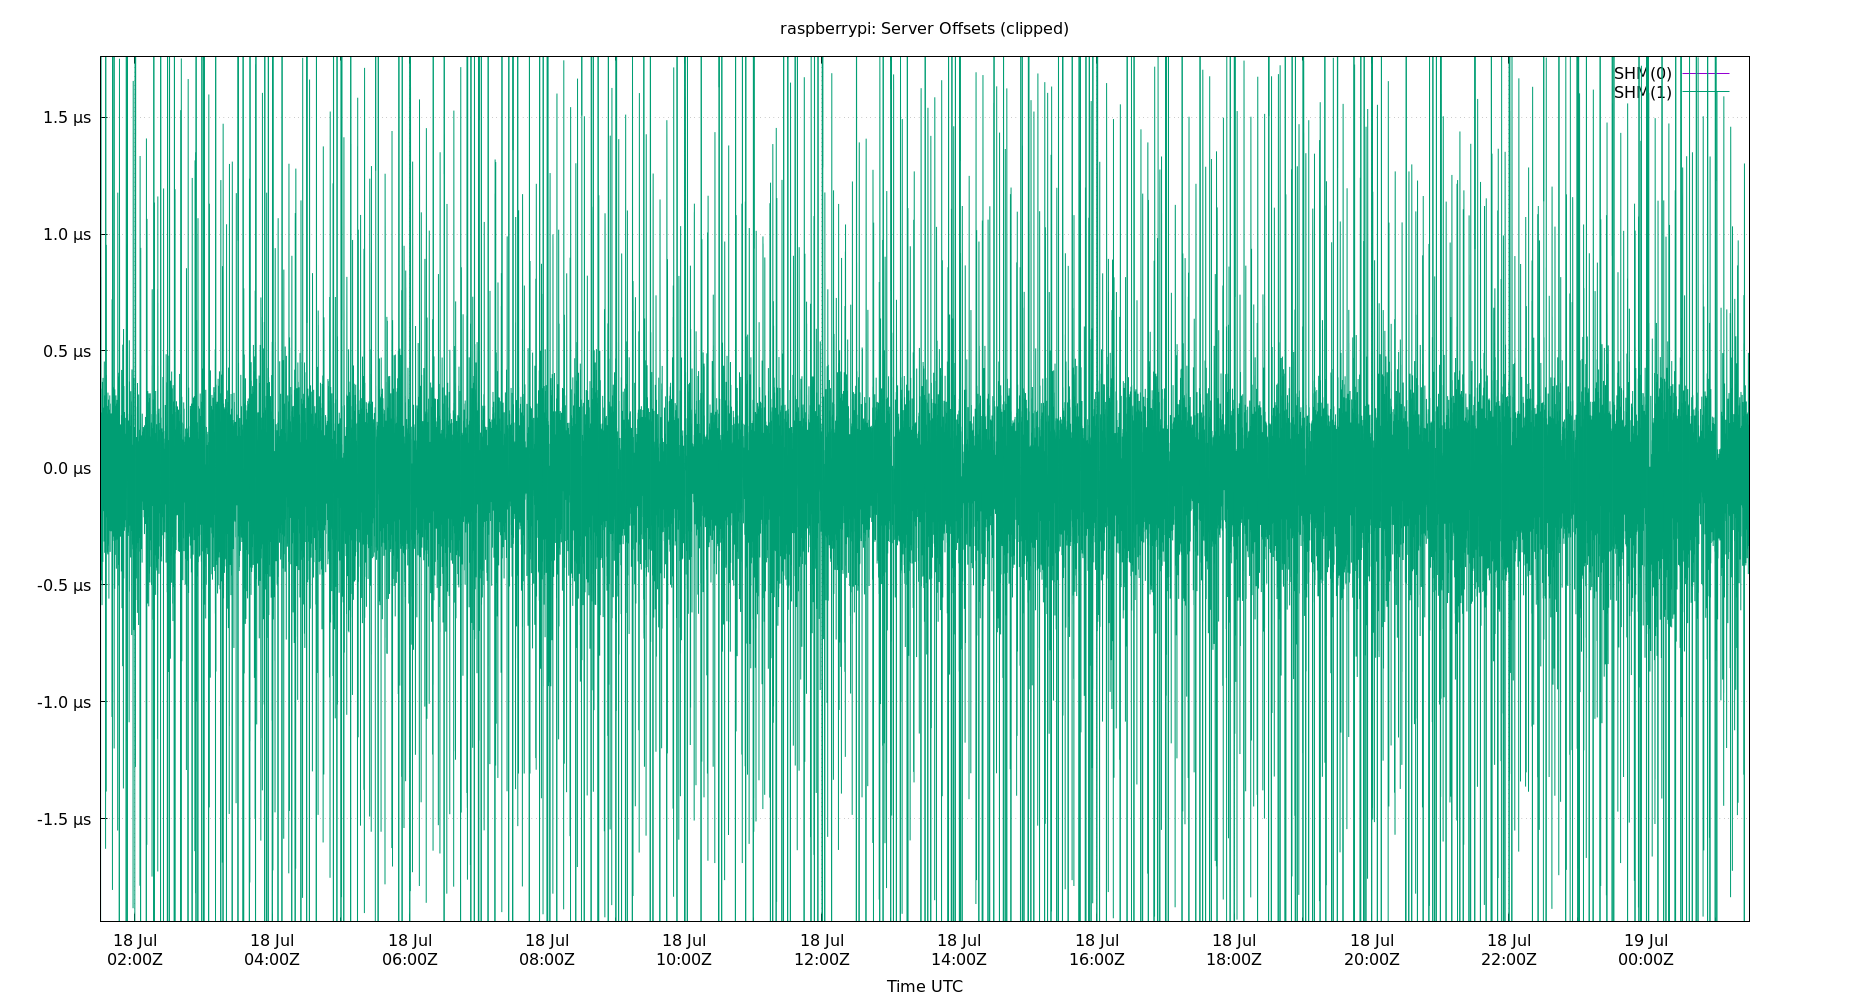 raspberrypi: Server Offsets (clipped)
SHM(0)
SHM(1)
1.5 µs
1.0 µs
0.5 µs
0.0 µs
-0.5 µs
-1.0 µs
-1.5 µs
18 Jul 18 Jul 18 Jul 18 Jul 18 Jul 18 Jul 18 Jul 18 Jul 18 Jul 18 Jul 18 Jul 19 Jul
02:00Z 04:00Z 06:00Z 08:00Z 10:00Z 12:00Z 14:00Z 16:00Z 18:00Z 20:00Z 22:00Z 00:00Z
Time UTC